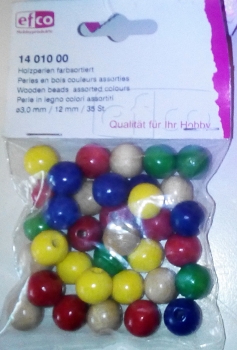 efco
14 010 00
Holzperlen farbsortiert
Perles en bois couleurs assorties
Wooden beads assorted colours
Perle in legno colori assortiti
ø3,0 mm / 12 mm / 35 St.
Qualität für Ihr Hobby